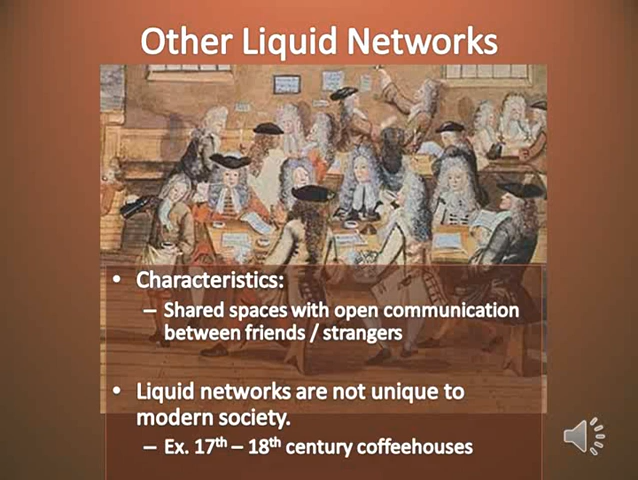 Other Liquid Networks
• Characteristics:
– Shared spaces with open communication
between friends / strangers
• Liquid networks are not unique to
modern society.
– Ex. 17th – 18th century coffeehouses